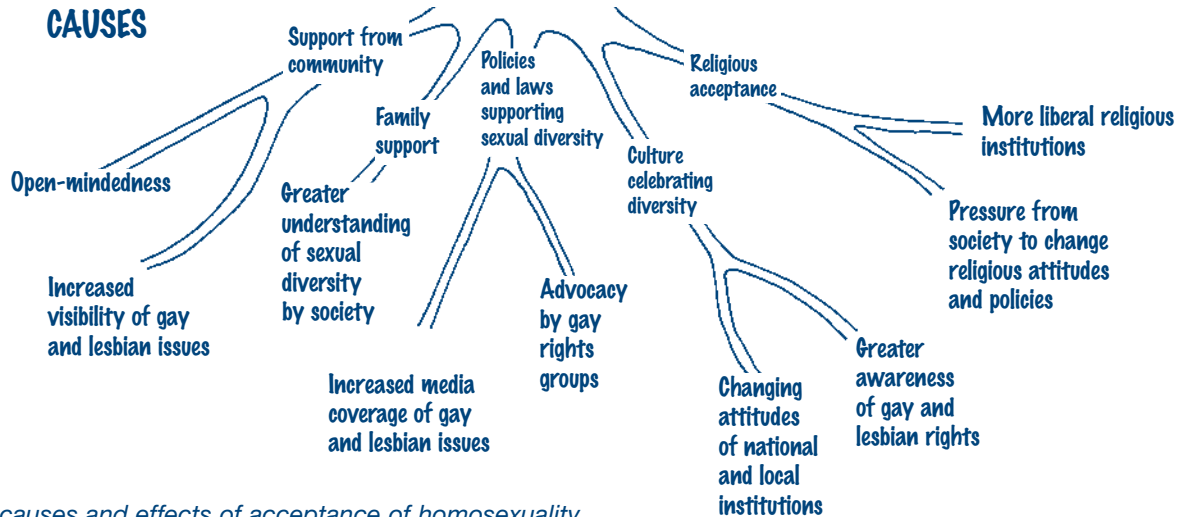 CAUSES
Support from
community
Policies
and laws
supporting
sexual diversity
Religious
acceptance
Family
support
More liberal religious
institutions
Culture
celebrating
diversity
Open-mindedness
Greater
understanding
of sexual
diversity
by society
Pressure from
society to change
religious attitudes
and policies
Increased
visibility of gay
and lesbian issues
Advocacy
by gay
rights
groups
Greater
awareness
of gay and
lesbian rights
Increased media
coverage of gay
and lesbian issues
Changing
attitudes
of national
and local
institutions
causes and effects of acceptance of homosexuality